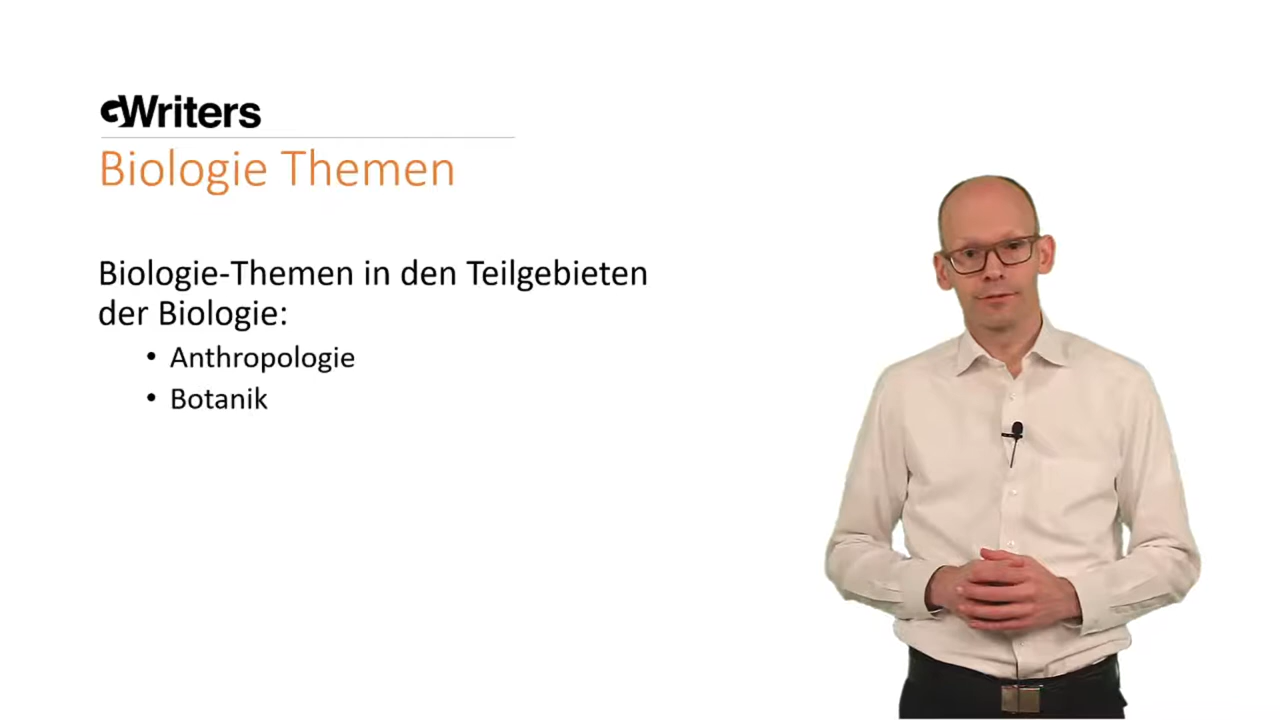 GWriters
Biologie Themen
Biologie-Themen in den Teilgebieten
der Biologie:
• Anthropologie
• Botanik